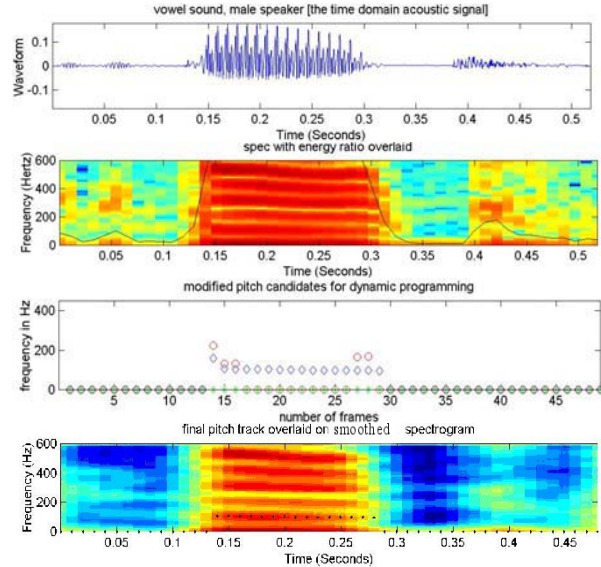 vowel sound, male speaker [the time domain acoustic signal]
Waveform
0.1
0
-0.1
0.05 0.1 0.15 0.2 0.25 0.3 0.35 0.4 0.45 0.5
Time (Seconds)
spec with energy ratio overlaid
Frequency (Hertz)
600
400
200
0
0.05 0.1 0.15 0.2 0.25 0.3 0.35 0.4 0.45 0.5
Time (Seconds)
modified pitch candidates for dynamic programming
frequency in Hz
400
200
0
5 10 15 20 25 30 35 40 45
number of frames
final pitch track overlaid on smoothed spectrogram
Frequency (Hz)
600
400
200
0
0.05 0.1 0.15 0.2 0.25 0.3 0.35 0.4 0.45
Time (Seconds)